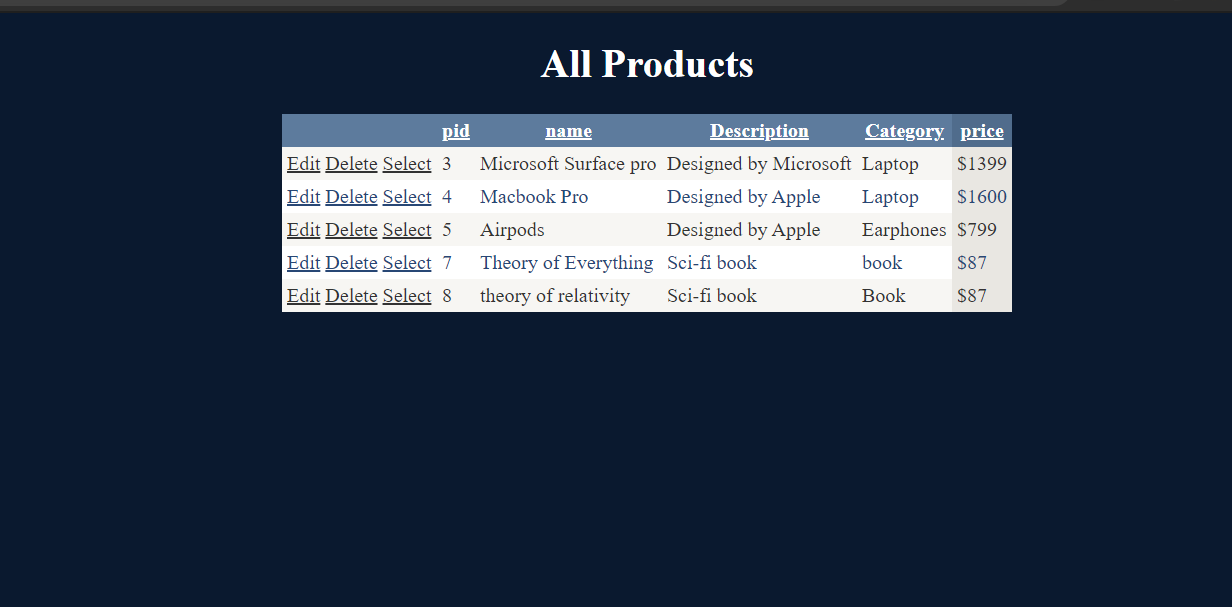 All Products
pid name Description Category price
Edit Delete Select 3 Microsoft Surface pro Designed by Microsoft Laptop $1399
Edit Delete Select 4 Macbook Pro Designed by Apple Laptop $1600
Edit Delete Select 5 Airpods Designed by Apple Earphones $799
Edit Delete Select 7 Theory of Everything Sci-fi book book $87
Edit Delete Select 8 theory of relativity Sci-fi book Book $87